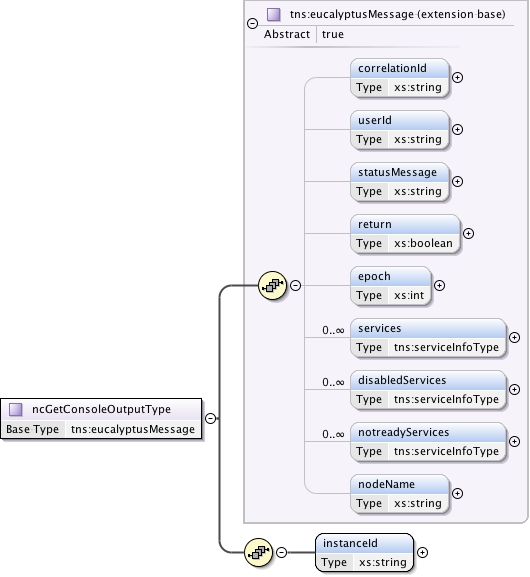 tns:eucalyptusMessage (extension base)
Abstract true
correlationId
Type xs:string
userId
Type xs:string
statusMessage
Type xs:string
return
Type xs:boolean
epoch
Type xs:int
0..∞ services
Type tns:serviceInfoType
0..∞ disabledServices
Type tns:serviceInfoType
0..∞ notreadyServices
Type tns:serviceInfoType
nodeName
Type xs:string
ncGetConsoleOutputType
Base Type tns:eucalyptusMessage
instanceId
Type xs:string